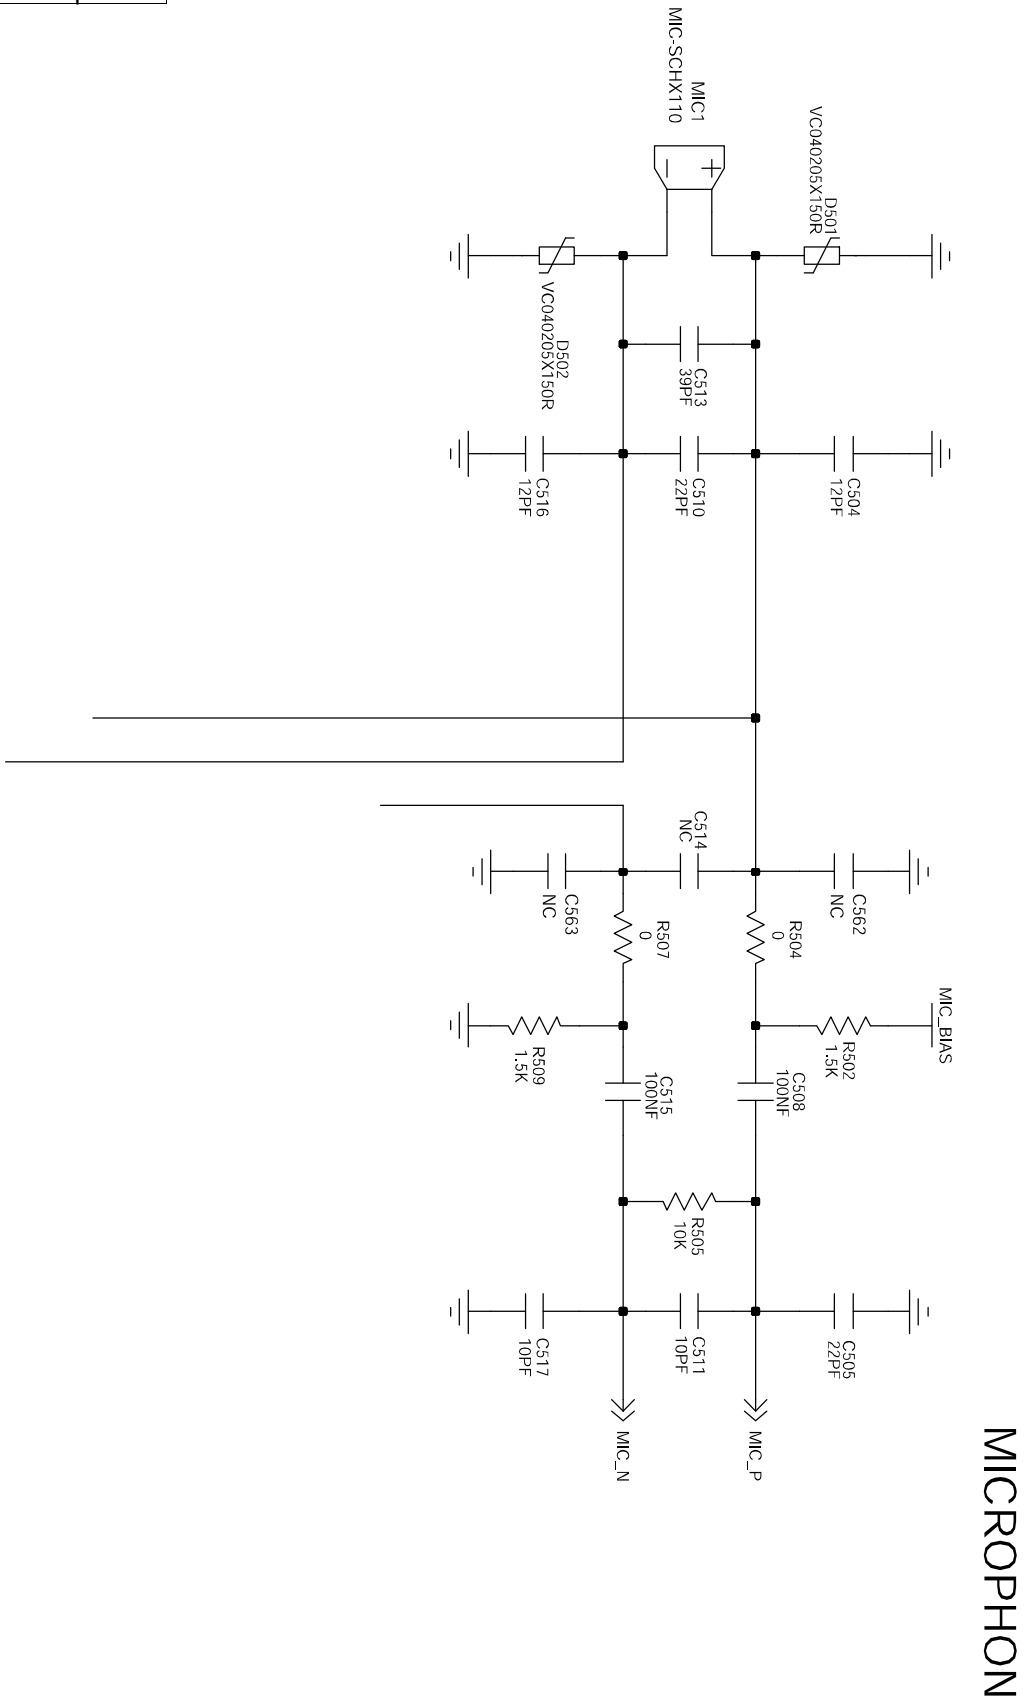 MICROPHON
MIC1
MIC-SCHX110
D501
VC040205X150R
D502
VC040205X150R
C513
39PF
C504
12PF
C510
22PF
C516
12PF
C514
NC
C562
NC
C563
NC
R504
0
R507
0
MIC_BIAS
R502
1.5K
R509
1.5K
C508
100NF
C515
100NF
R505
10K
C505
22PF
C511
10PF
C517
10PF
MIC_P
MIC_N